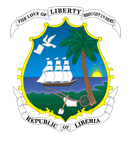 THE LOVE OF LIBERTY BROUGHT US HERE
REPUBLIC OF LIBERIA